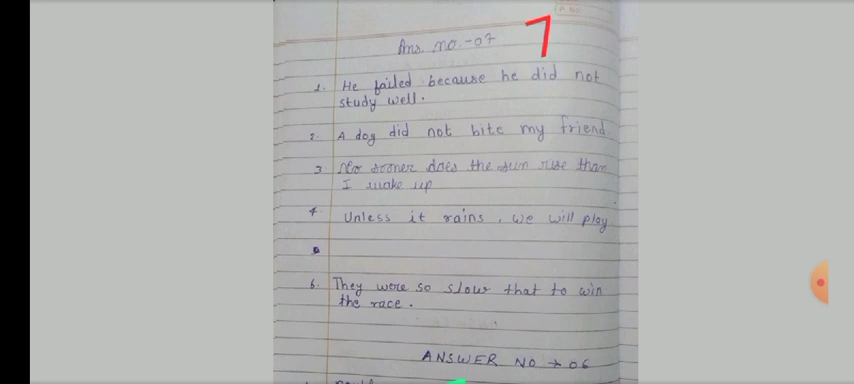 P. No.
7
Ans. no.-07
1. He failed because he did not
study well.
2. A dog did not bite my friend
3 No sooner does the sun rise than
I wake up
4. Unless it rains, we will play
6. They were so slow that to win
the race.
ANSWER NO → 06